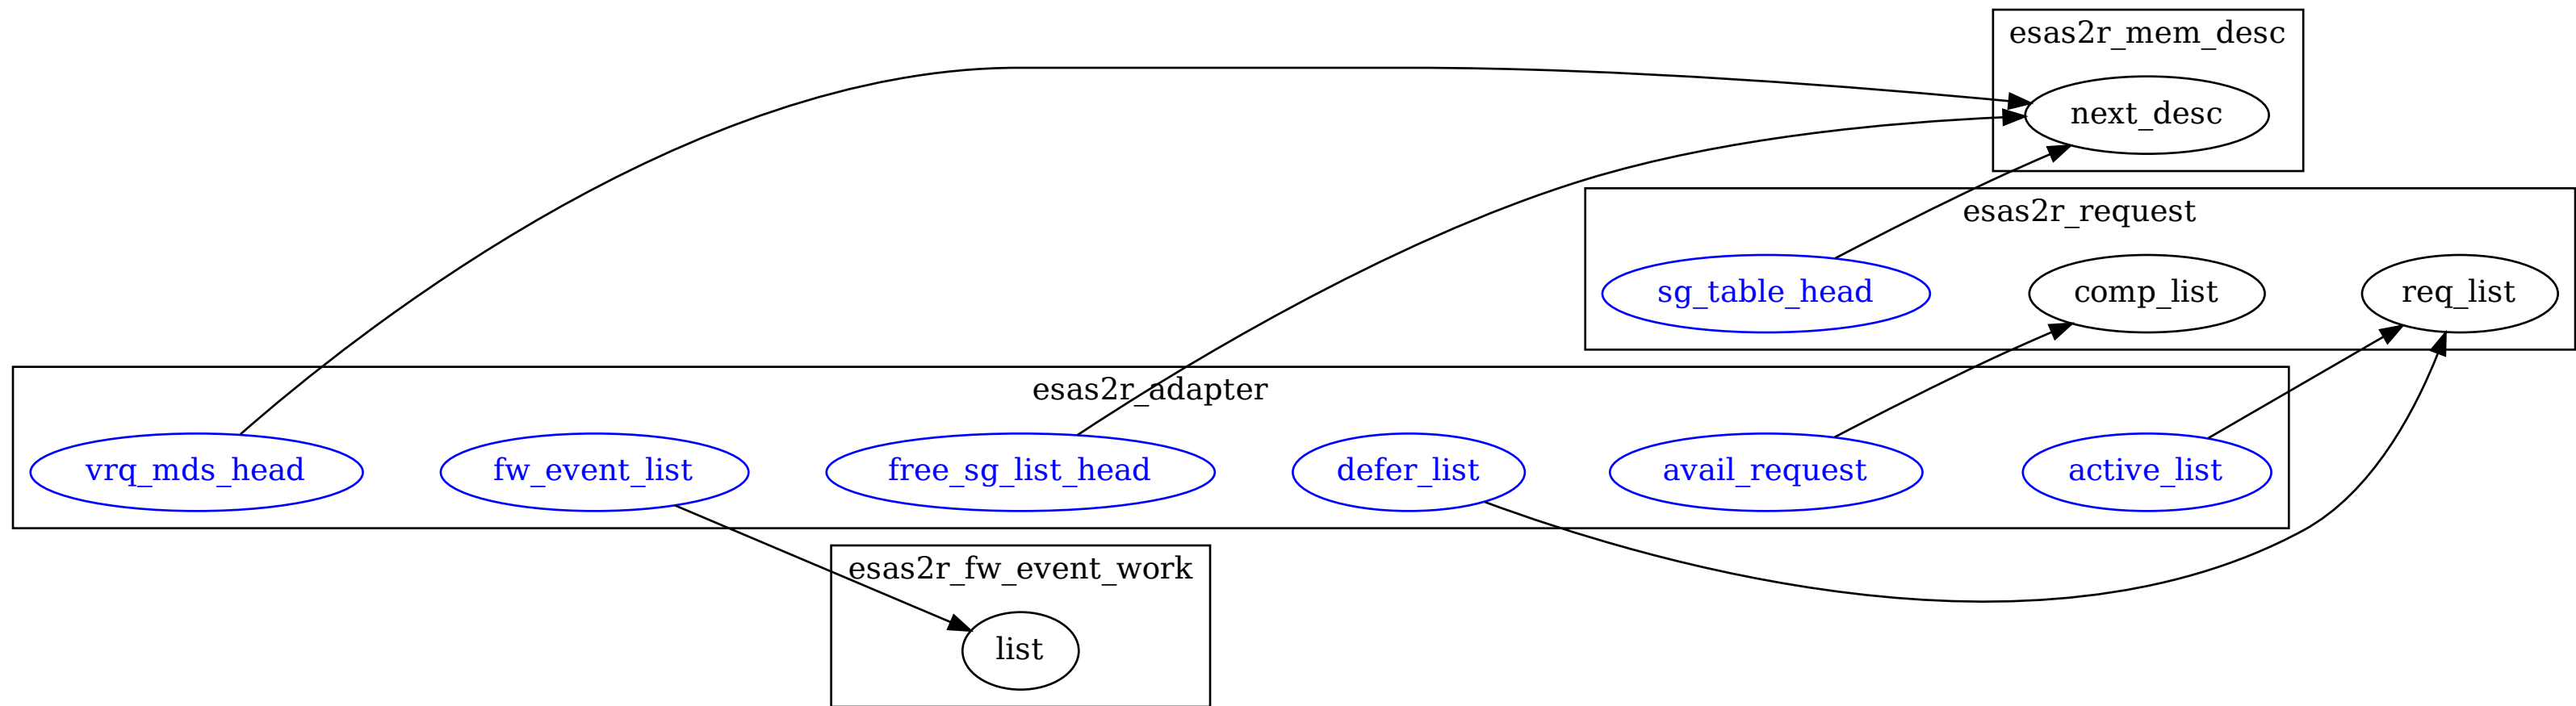 esas2r_mem_desc
next_desc
esas2r_request
sg_table_head
comp_list
req_list
esas2r_adapter
vrq_mds_head
fw_event_list
free_sg_list_head
defer_list
avail_request
active_list
esas2r_fw_event_work
list